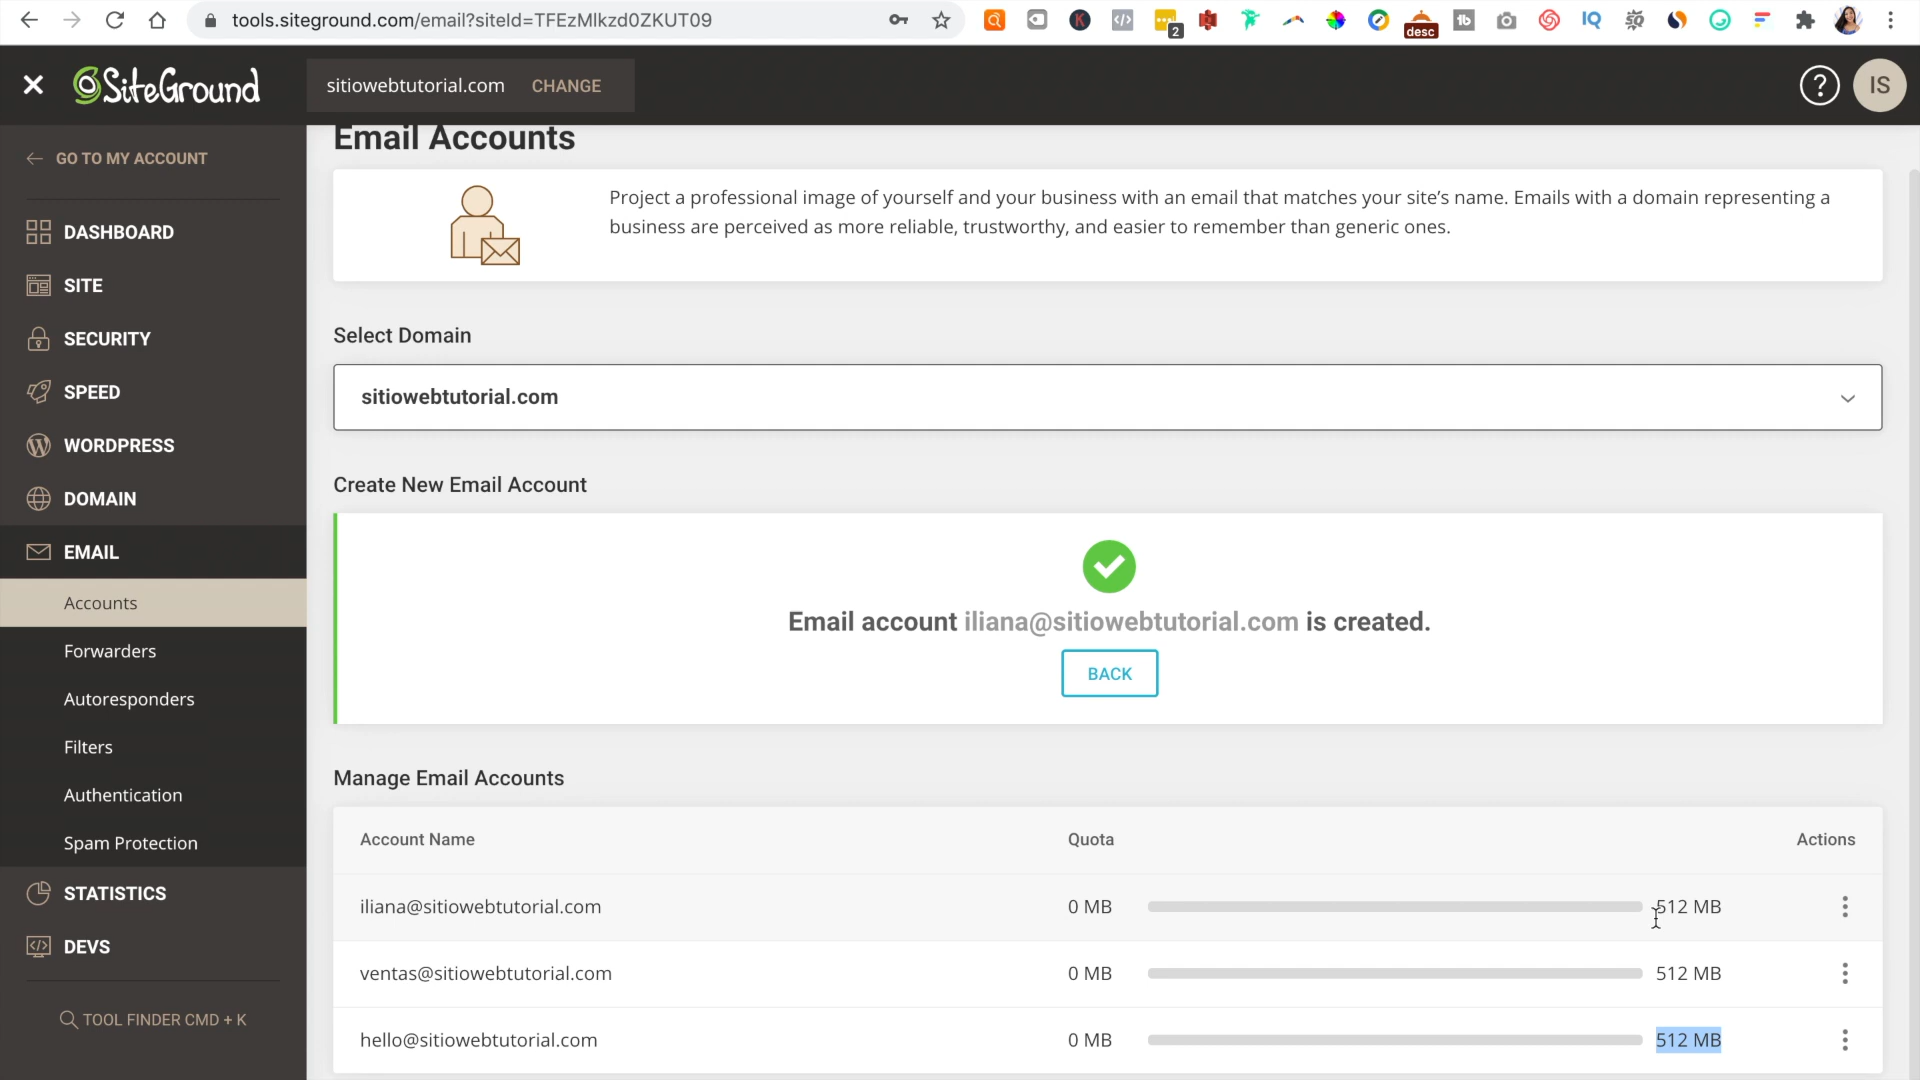 tools.siteground.com/email?siteId=TFEzMlkzd0ZKUT09
2
desc
IQ
SiteGround
sitiowebtutorial.com CHANGE
?
IS
GO TO MY ACCOUNT
DASHBOARD
SITE
SECURITY
SPEED
WORDPRESS
DOMAIN
EMAIL
Accounts
Forwarders
Autoresponders
Filters
Authentication
Spam Protection
STATISTICS
DEVS
TOOL FINDER CMD + K
Email Accounts
Project a professional image of yourself and your business with an email that matches your site’s name. Emails with a domain representing a
business are perceived as more reliable, trustworthy, and easier to remember than generic ones.
Select Domain
sitiowebtutorial.com
Create New Email Account
Email account iliana@sitiowebtutorial.com is created.
BACK
Manage Email Accounts
Account Name Quota Actions
iliana@sitiowebtutorial.com 0 MB 512 MB
ventas@sitiowebtutorial.com 0 MB 512 MB
hello@sitiowebtutorial.com 0 MB 512 MB